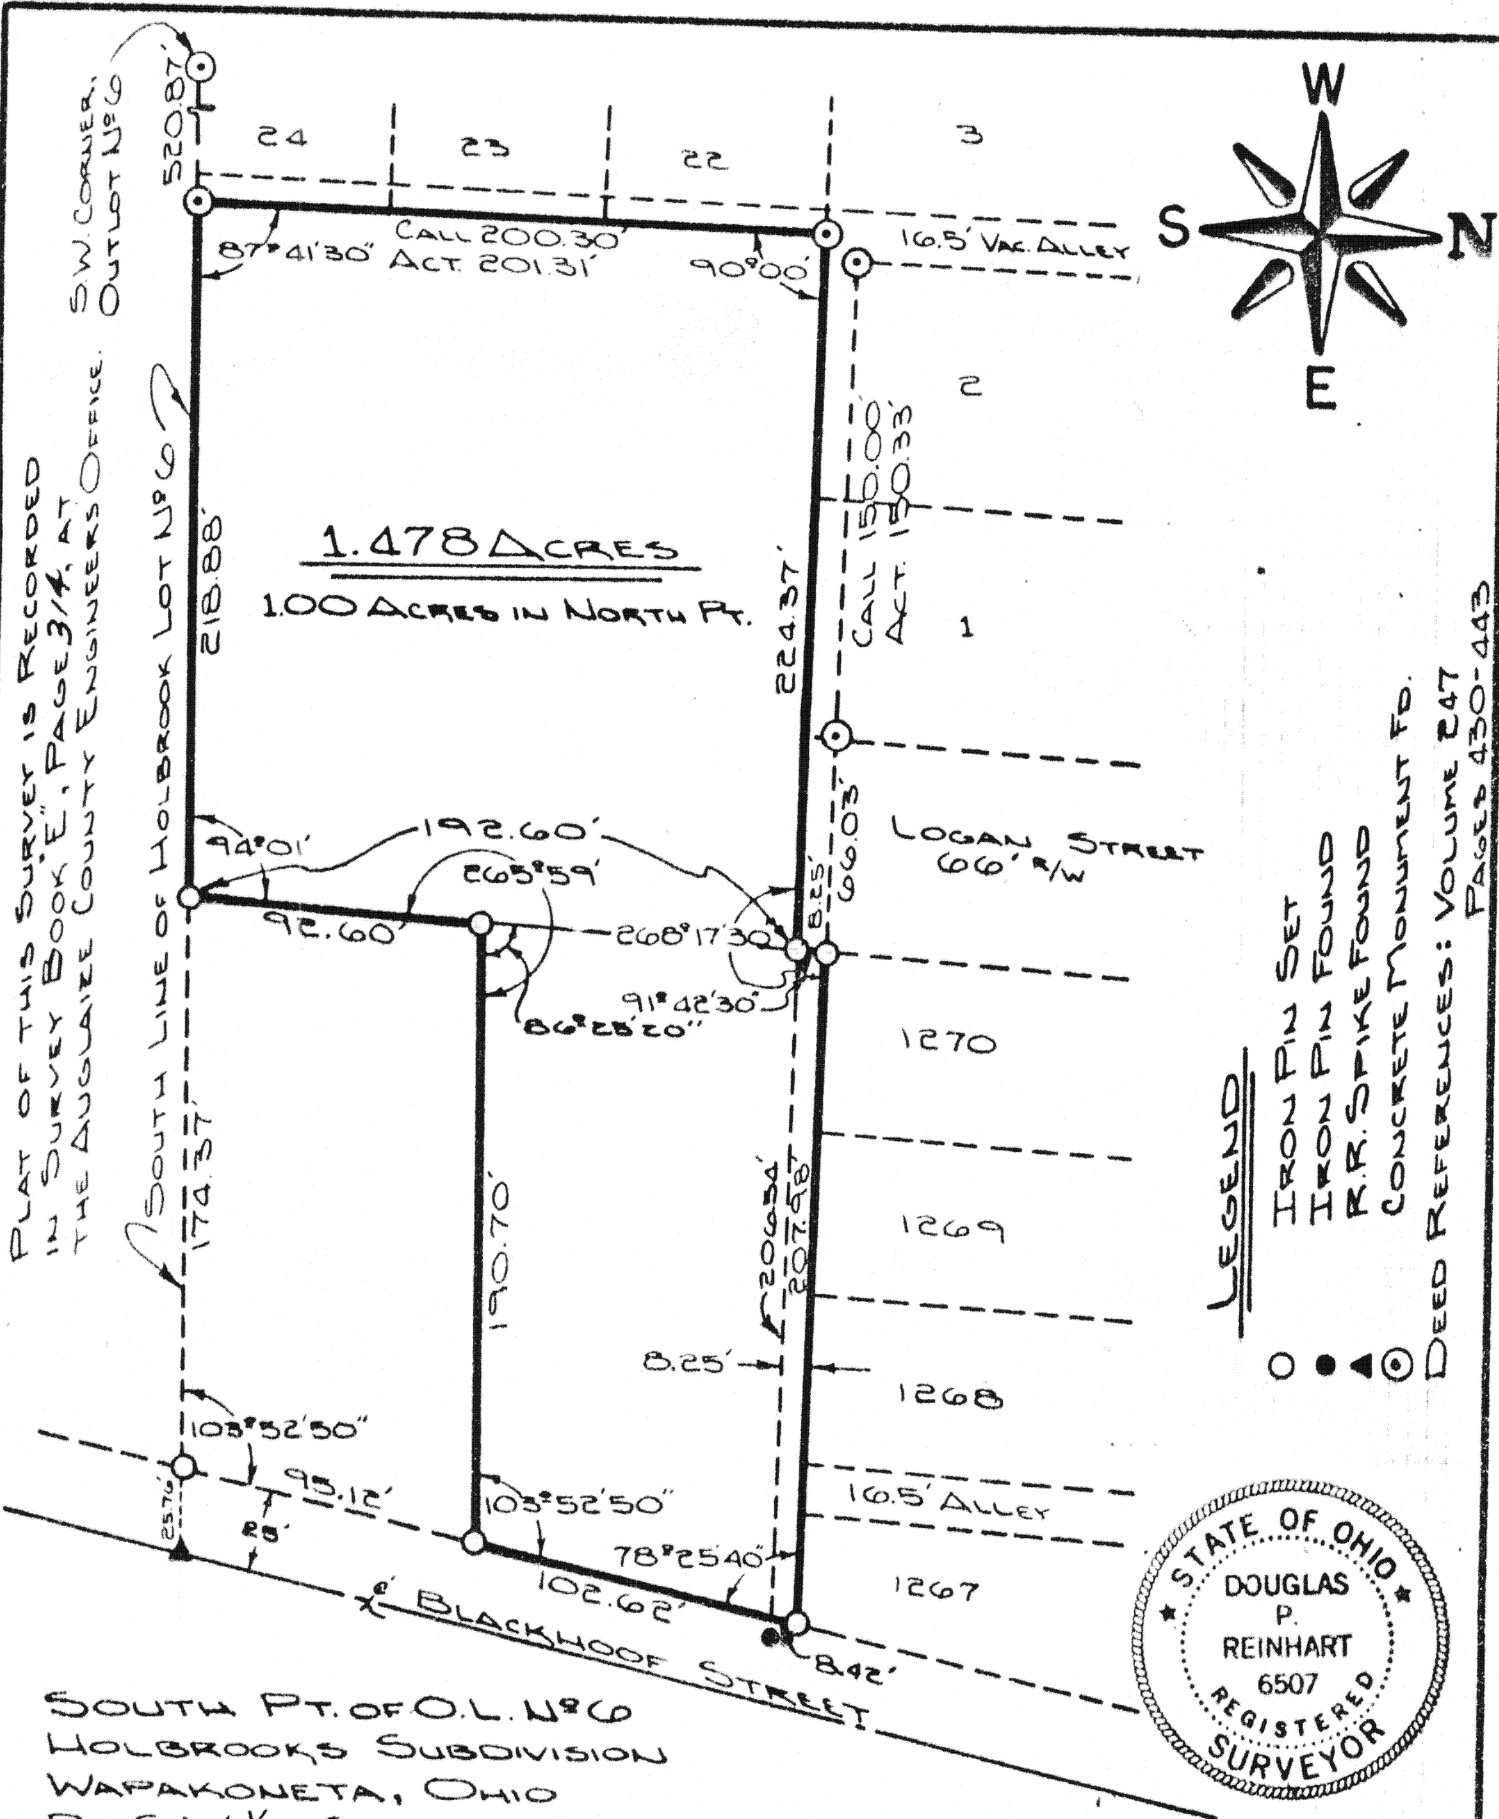 S.W. CORNER,
OUTLOT Nº 6
520.87'
24
23
22
3
W
S
N
E
CALL 200.30'
ACT. 201.31'
87°41'30"
90°00'
16.5' VAC. ALLEY
2
CALL 150.00'
ACT. 150.33'
1
PLAT OF THIS SURVEY IS RECORDED
IN SURVEY BOOK "E", PAGE 314, AT
THE AUGLAIZE COUNTY ENGINEERS OFFICE.
SOUTH LINE OF HOLBROOK LOT Nº 6
218.88'
1.478 ACRES
1.00 ACRES IN NORTH PT.
224.37'
94°01'
192.60'
265°59'
92.60'
268°17'30"
8.25'
66.03'
LOGAN STREET
66' R/W
91°42'30"
86°25'20"
1270
174.37'
190.70'
206.54'
207.98'
1269
8.25'
1268
103°52'50"
95.12'
103°52'50"
16.5' ALLEY
25.76'
25'
78°25'40"
102.62'
1267
8.42'
℄ BLACKHOOF STREET
LEGEND
IRON PIN SET
IRON PIN FOUND
R.R. SPIKE FOUND
CONCRETE MONUMENT FD.
DEED REFERENCES: VOLUME 247
PAGES 430-443
STATE OF OHIO
DOUGLAS
P.
REINHART
6507
REGISTERED
SURVEYOR
SOUTH PT. OF O.L. Nº 6
HOLBROOKS SUBDIVISION
WAPAKONETA, OHIO